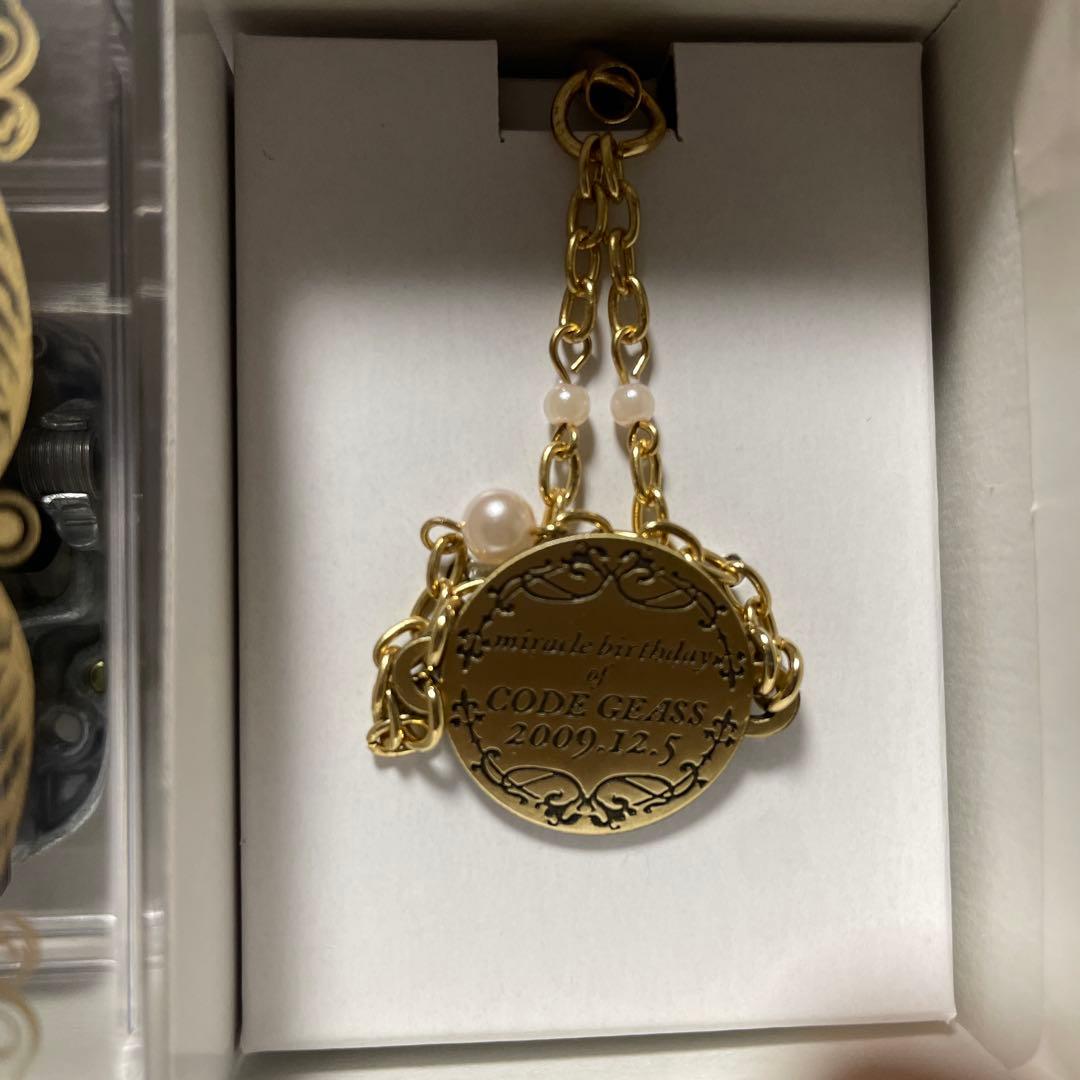 miracle birthday
of
CODE GEASS
2009.12.5